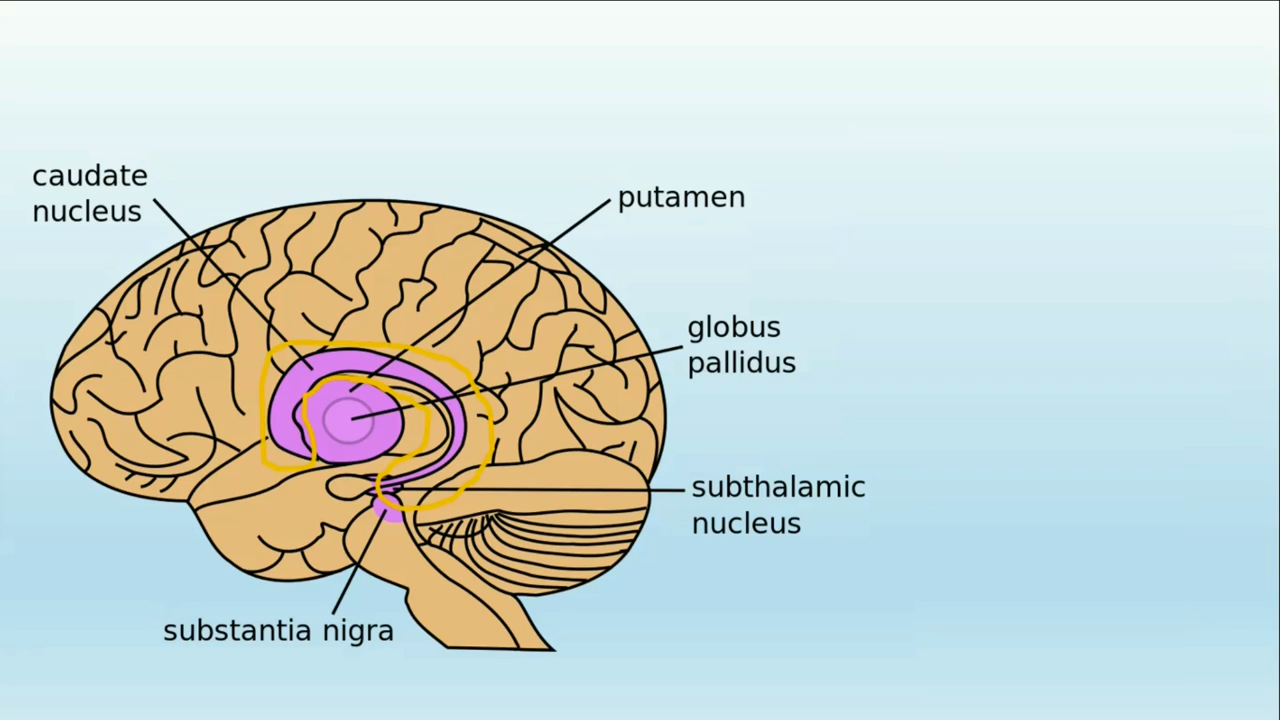 caudate
nucleus
putamen
globus
pallidus
subthalamic
nucleus
substantia nigra